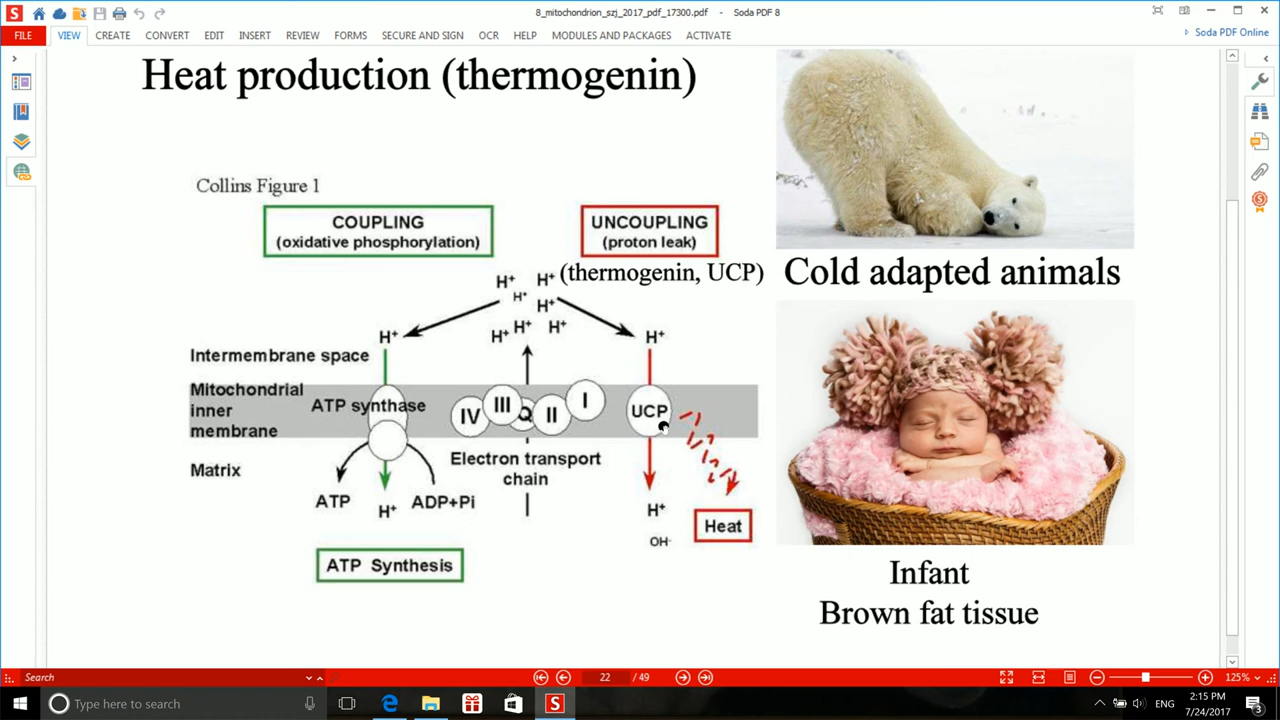 8_mitochondrion_szj_2017_pdf_17300.pdf - Soda PDF 8
FILE VIEW CREATE CONVERT EDIT INSERT REVIEW FORMS SECURE AND SIGN OCR HELP MODULES AND PACKAGES ACTIVATE Soda PDF Online
Heat production (thermogenin)
Collins Figure 1
COUPLING
(oxidative phosphorylation)
UNCOUPLING
(proton leak)
(thermogenin, UCP)
Cold adapted animals
H+ H+
H+ H+
H+ H+ H+
H+ H+
Intermembrane space
Mitochondrial
inner
membrane
ATP synthase
IV III Q II I
UCP
Matrix
Electron transport
chain
ATP H+ ADP+Pi
H+
OH-
Heat
ATP Synthesis
Infant
Brown fat tissue
Search
22 / 49
125%
Type here to search
ENG
2:15 PM
7/24/2017
3